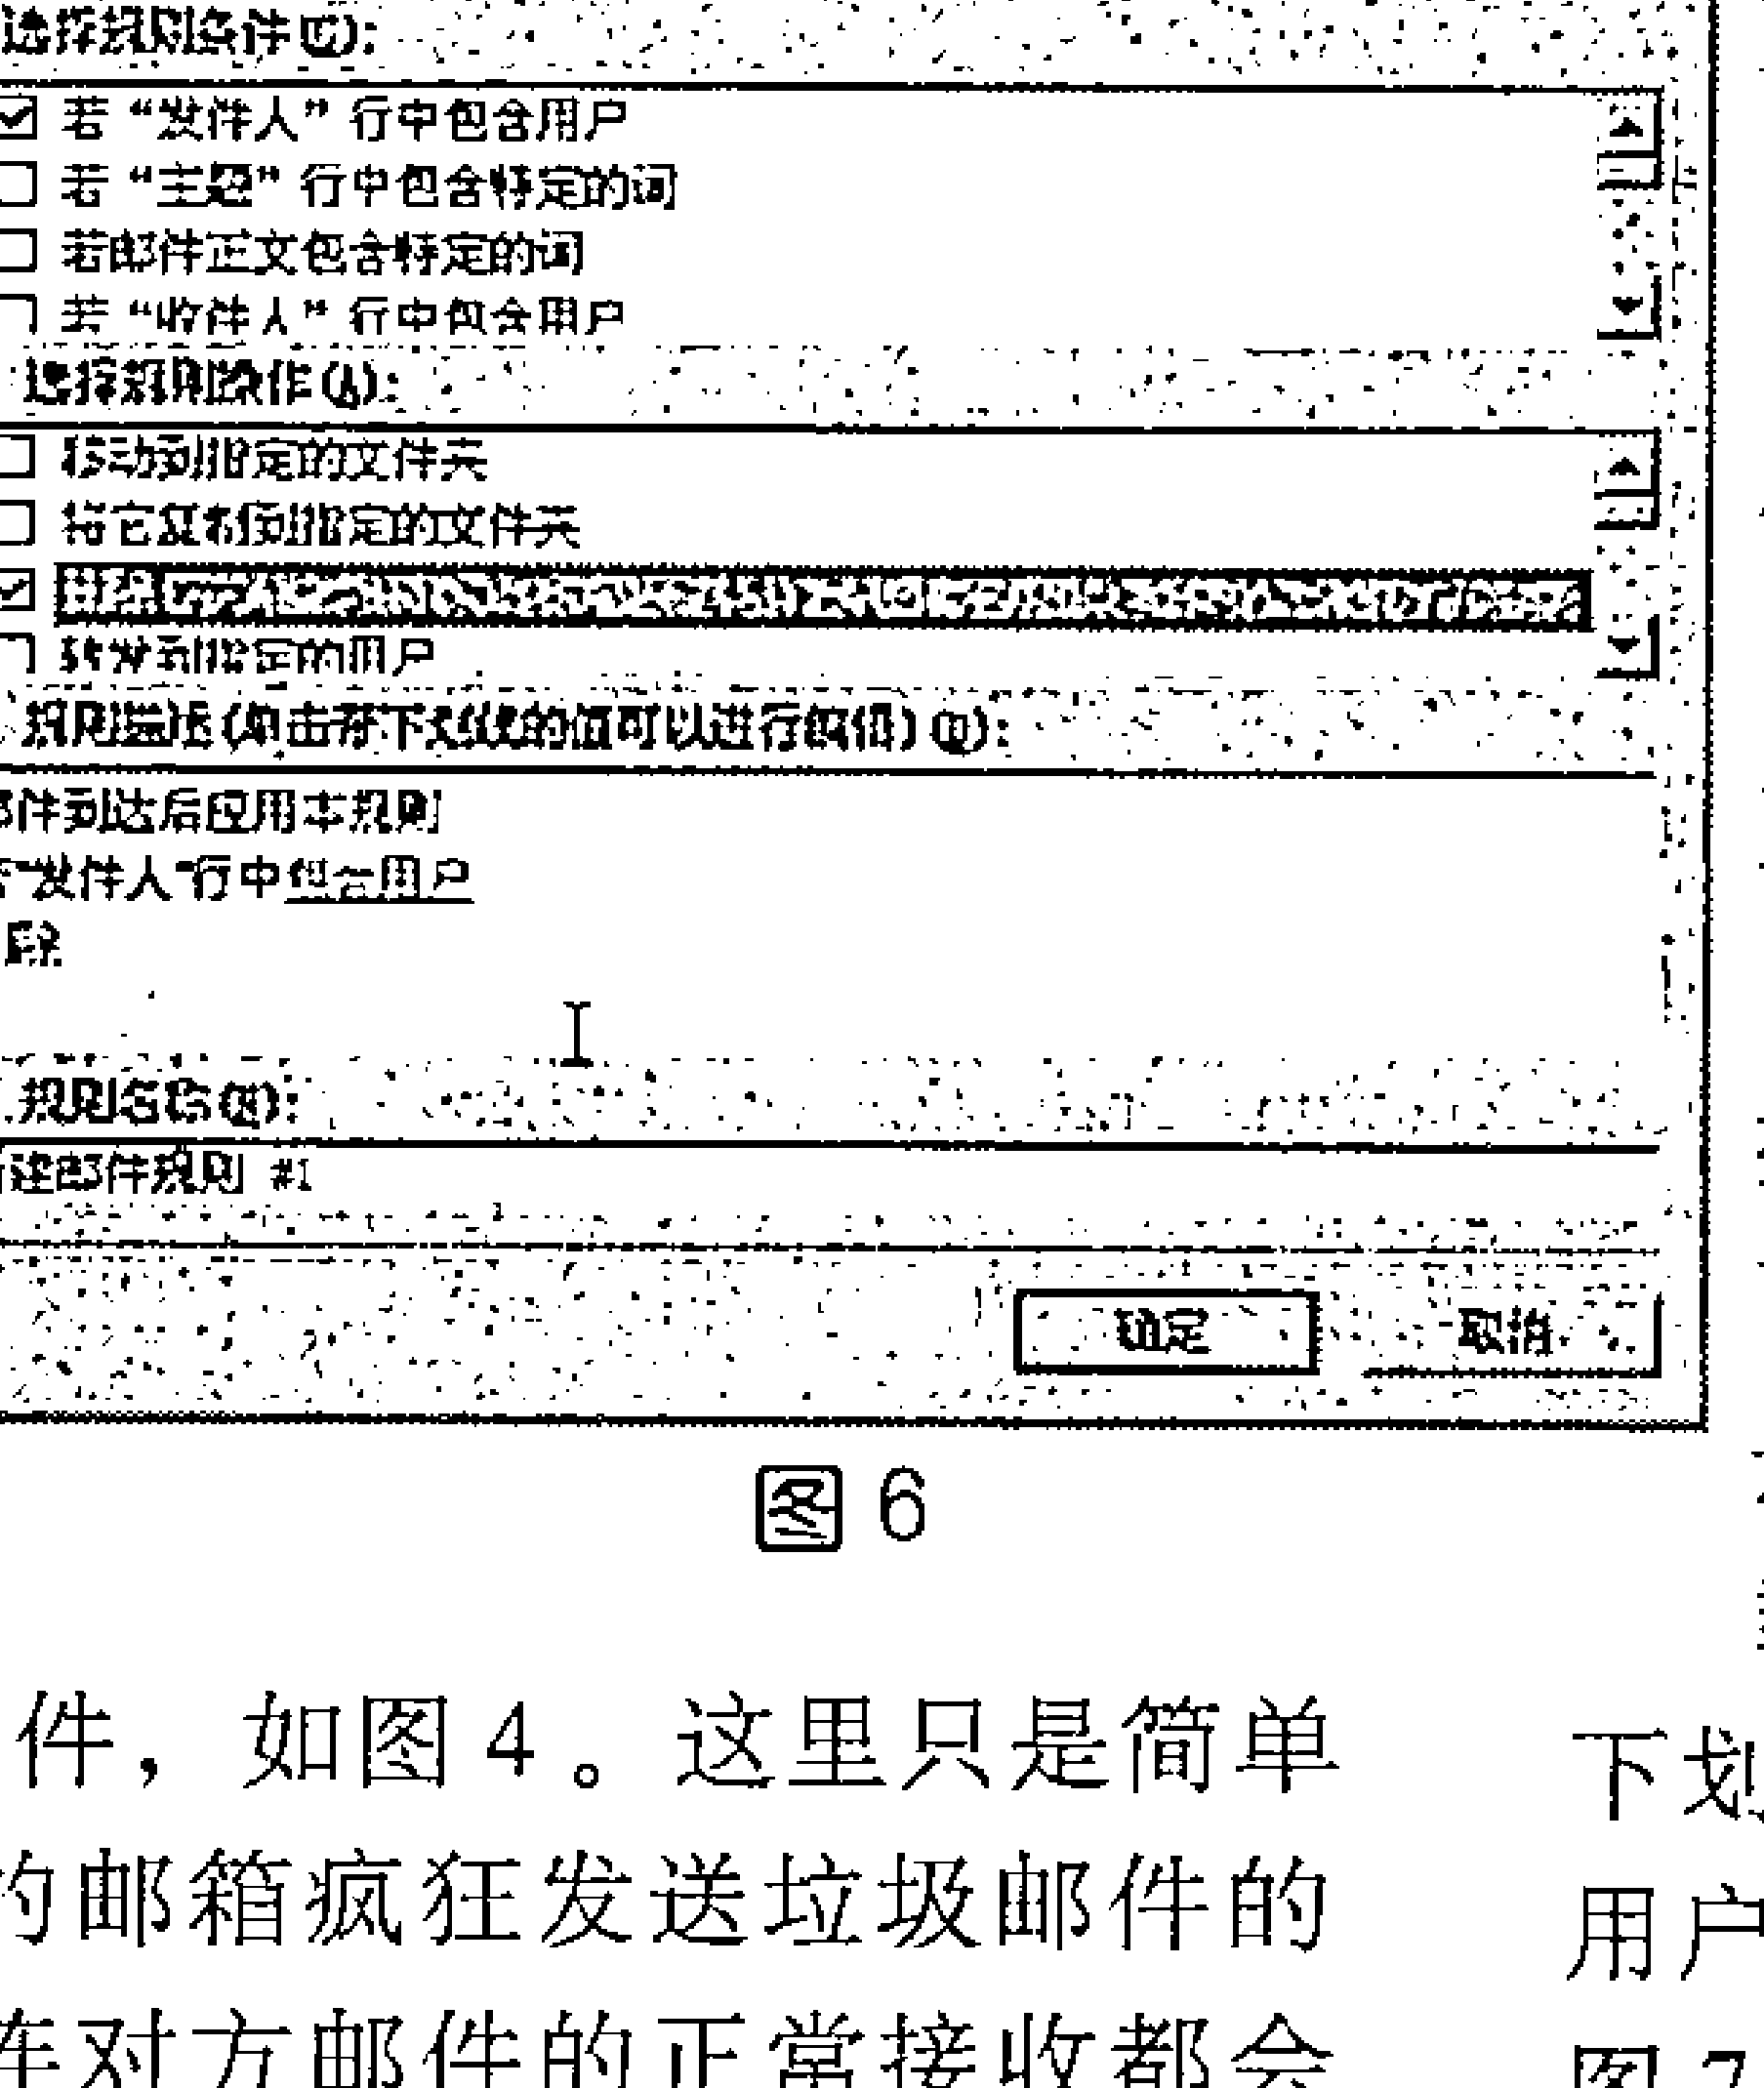 选择规则条件(C):
若“发件人”行中包含用户
若“主题”行中包含特定的词
若邮件正文包含特定的词
若“收件人”行中包含用户
选择规则操作(A):
移动到指定的文件夹
将它复制到指定的文件夹
转发到指定的用户
规则描述(单击带下划线的值可以进行编辑)(D):
件到达后应用本规则
“发件人”行中包含用户
除
规则名称(N):
建邮件规则 #1
确定
取消
图6
件，如图4。这里只是简单
的邮箱疯狂发送垃圾邮件的
连对方邮件的正常接收都会
下划
用户
图7